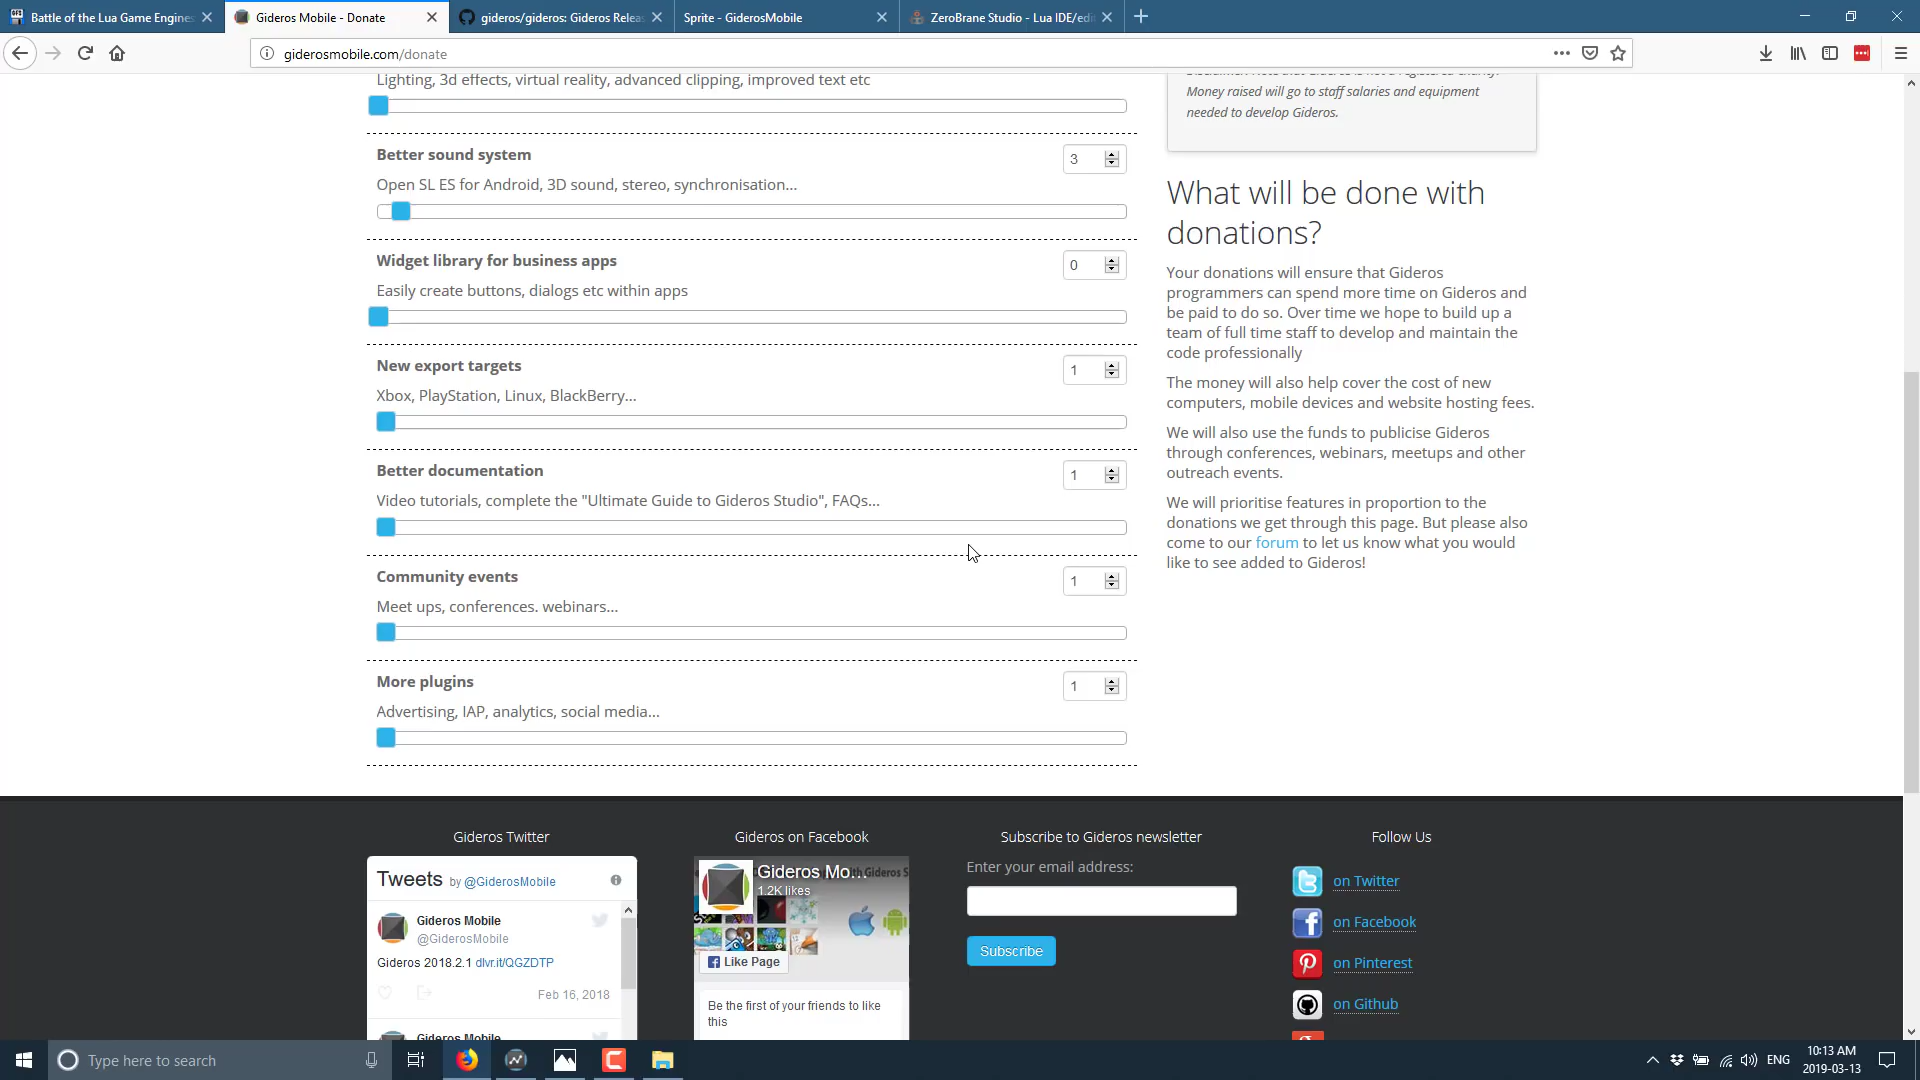 Battle of the Lua Game Engines
Gideros Mobile - Donate
gideros/gideros: Gideros Relea
Sprite - GiderosMobile
ZeroBrane Studio - Lua IDE/edi
giderosmobile.com/donate
Lighting, 3d effects, virtual reality, advanced clipping, improved text etc
Better sound system
3
Open SL ES for Android, 3D sound, stereo, synchronisation...
Widget library for business apps
0
Easily create buttons, dialogs etc within apps
New export targets
1
Xbox, PlayStation, Linux, BlackBerry...
Better documentation
1
Video tutorials, complete the "Ultimate Guide to Gideros Studio", FAQs...
Community events
1
Meet ups, conferences. webinars...
More plugins
1
Advertising, IAP, analytics, social media...
Money raised will go to staff salaries and equipment
needed to develop Gideros.
What will be done with
donations?
Your donations will ensure that Gideros
programmers can spend more time on Gideros and
be paid to do so. Over time we hope to build up a
team of full time staff to develop and maintain the
code professionally
The money will also help cover the cost of new
computers, mobile devices and website hosting fees.
We will also use the funds to publicise Gideros
through conferences, webinars, meetups and other
outreach events.
We will prioritise features in proportion to the
donations we get through this page. But please also
come to our forum to let us know what you would
like to see added to Gideros!
Gideros Twitter
Tweets by @GiderosMobile
Gideros Mobile
@GiderosMobile
Gideros 2018.2.1 dlvr.it/QGZDTP
Feb 16, 2018
Gideros Mobile
Gideros on Facebook
Gideros Mo...
1.2K likes
Like Page
Be the first of your friends to like
this
Subscribe to Gideros newsletter
Enter your email address:
Subscribe
Follow Us
on Twitter
on Facebook
on Pinterest
on Github
Type here to search
ENG
10:13 AM
2019-03-13